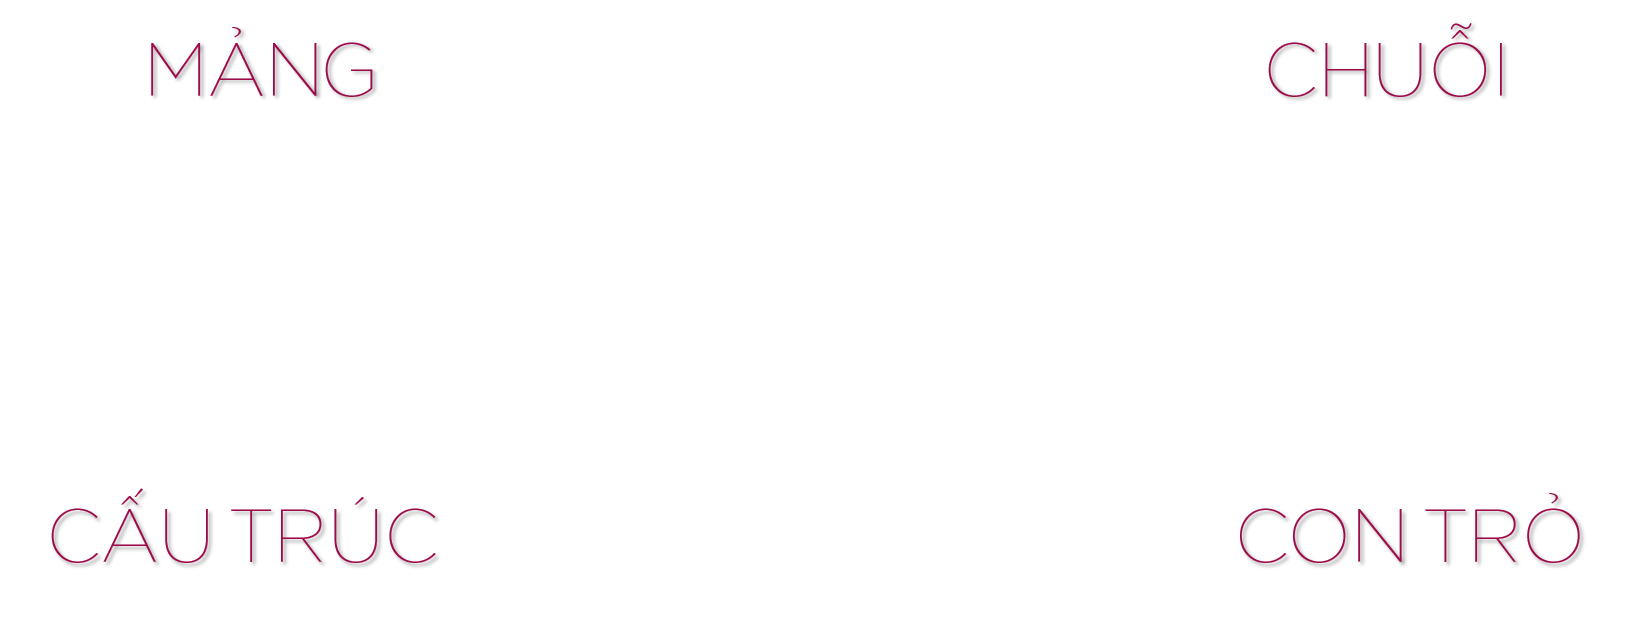 MẢNG
CHUỖI
CẤU TRÚC
CON TRỎ